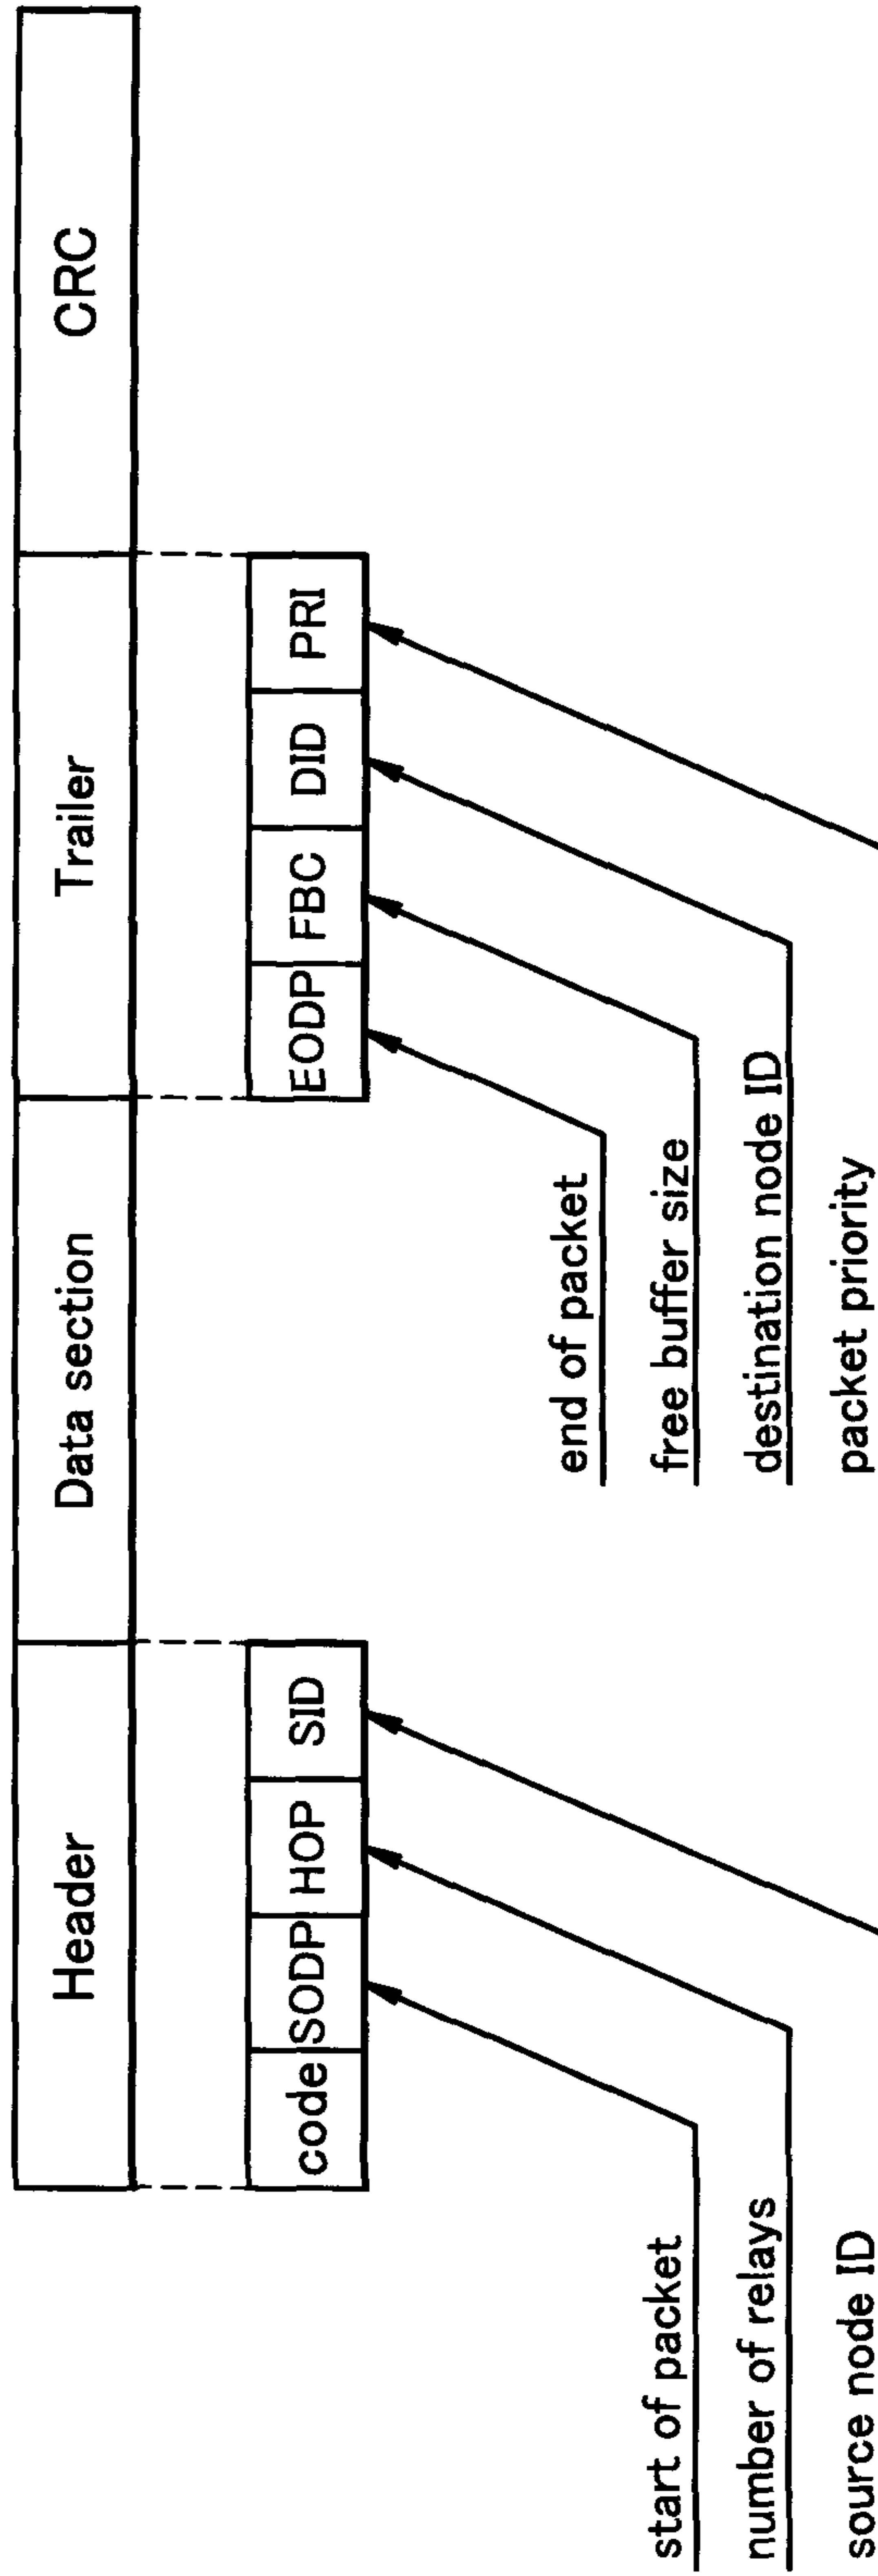 Header
Data section
Trailer
CRC
code
SODP
HOP
SID
EODP
FBC
DID
PRI
start of packet
number of relays
source node ID
end of packet
free buffer size
destination node ID
packet priority